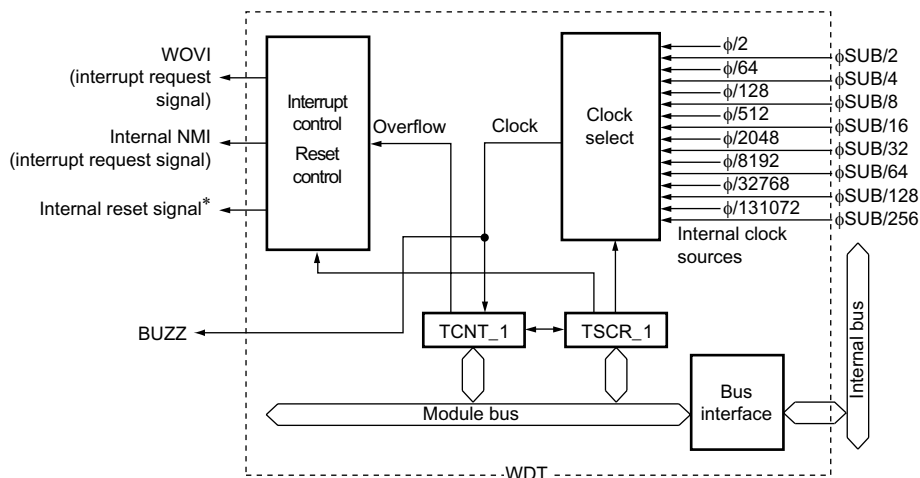 WOVI
(interrupt request
signal)
Internal NMI
(interrupt request signal)
Internal reset signal*
BUZZ
Interrupt
control
Reset
control
Overflow
Clock
Clock
select
ϕ/2
ϕ/64
ϕ/128
ϕ/512
ϕ/2048
ϕ/8192
ϕ/32768
ϕ/131072
Internal clock
sources
ϕSUB/2
ϕSUB/4
ϕSUB/8
ϕSUB/16
ϕSUB/32
ϕSUB/64
ϕSUB/128
ϕSUB/256
TCNT_1
TSCR_1
Module bus
Bus
interface
Internal bus
WDT